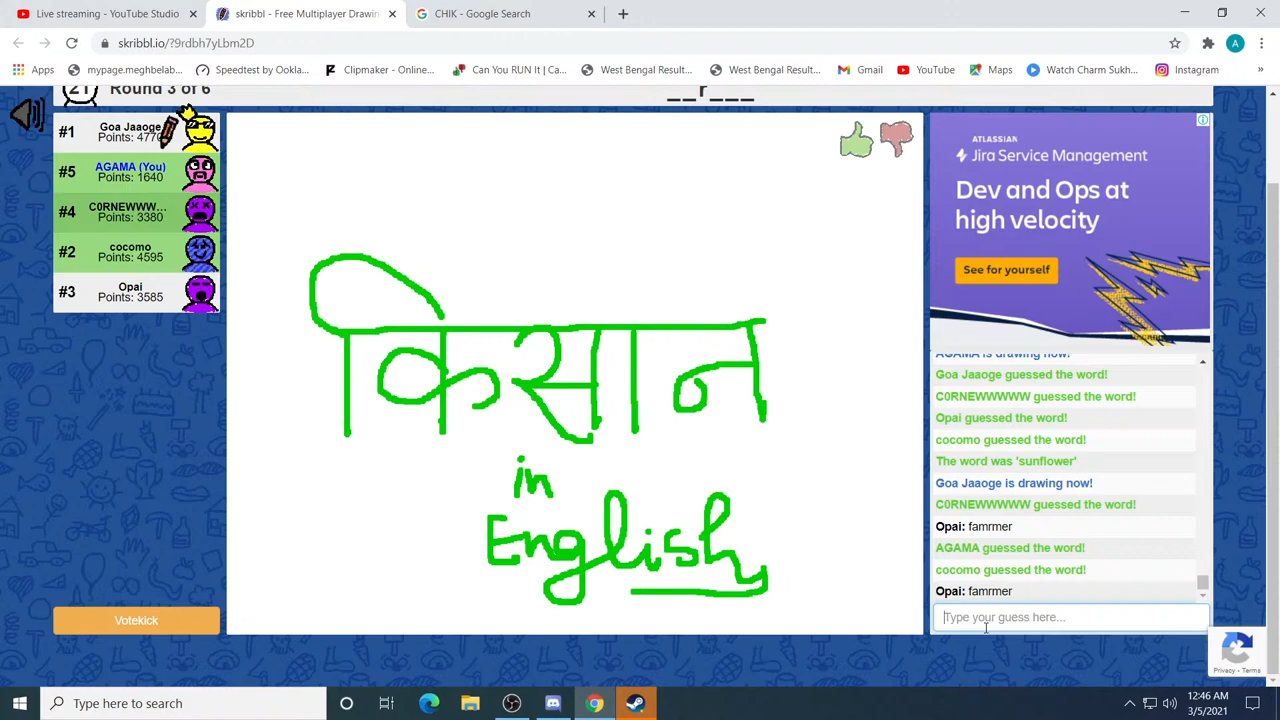 Live streaming - YouTube Studio
skribbl - Free Multiplayer Drawin
CHIK - Google Search
skribbl.io/?9rdbh7yLbm2D
Apps
mypage.meghbelab...
Speedtest by Ookla...
Clipmaker - Online...
Can You RUN It | Ca...
West Bengal Result...
West Bengal Result...
Gmail
YouTube
Maps
Watch Charm Sukh...
Instagram
»
21
Round 3 of 6
__r___
#1
Goa Jaaoge
Points: 4770
#5
AGAMA (You)
Points: 1640
#4
C0RNEWWW...
Points: 3380
#2
cocomo
Points: 4595
#3
Opai
Points: 3585
Votekick
किसान
in
English
ATLASSIAN
Jira Service Management
Dev and Ops at
high velocity
See for yourself
AGAMA is drawing now!
Goa Jaaoge guessed the word!
C0RNEWWWWW guessed the word!
Opai guessed the word!
cocomo guessed the word!
The word was 'sunflower'
Goa Jaaoge is drawing now!
C0RNEWWWWW guessed the word!
Opai: famrmer
AGAMA guessed the word!
cocomo guessed the word!
Opai: famrmer
Type your guess here...
Privacy - Terms
Type here to search
12:46 AM
3/5/2021